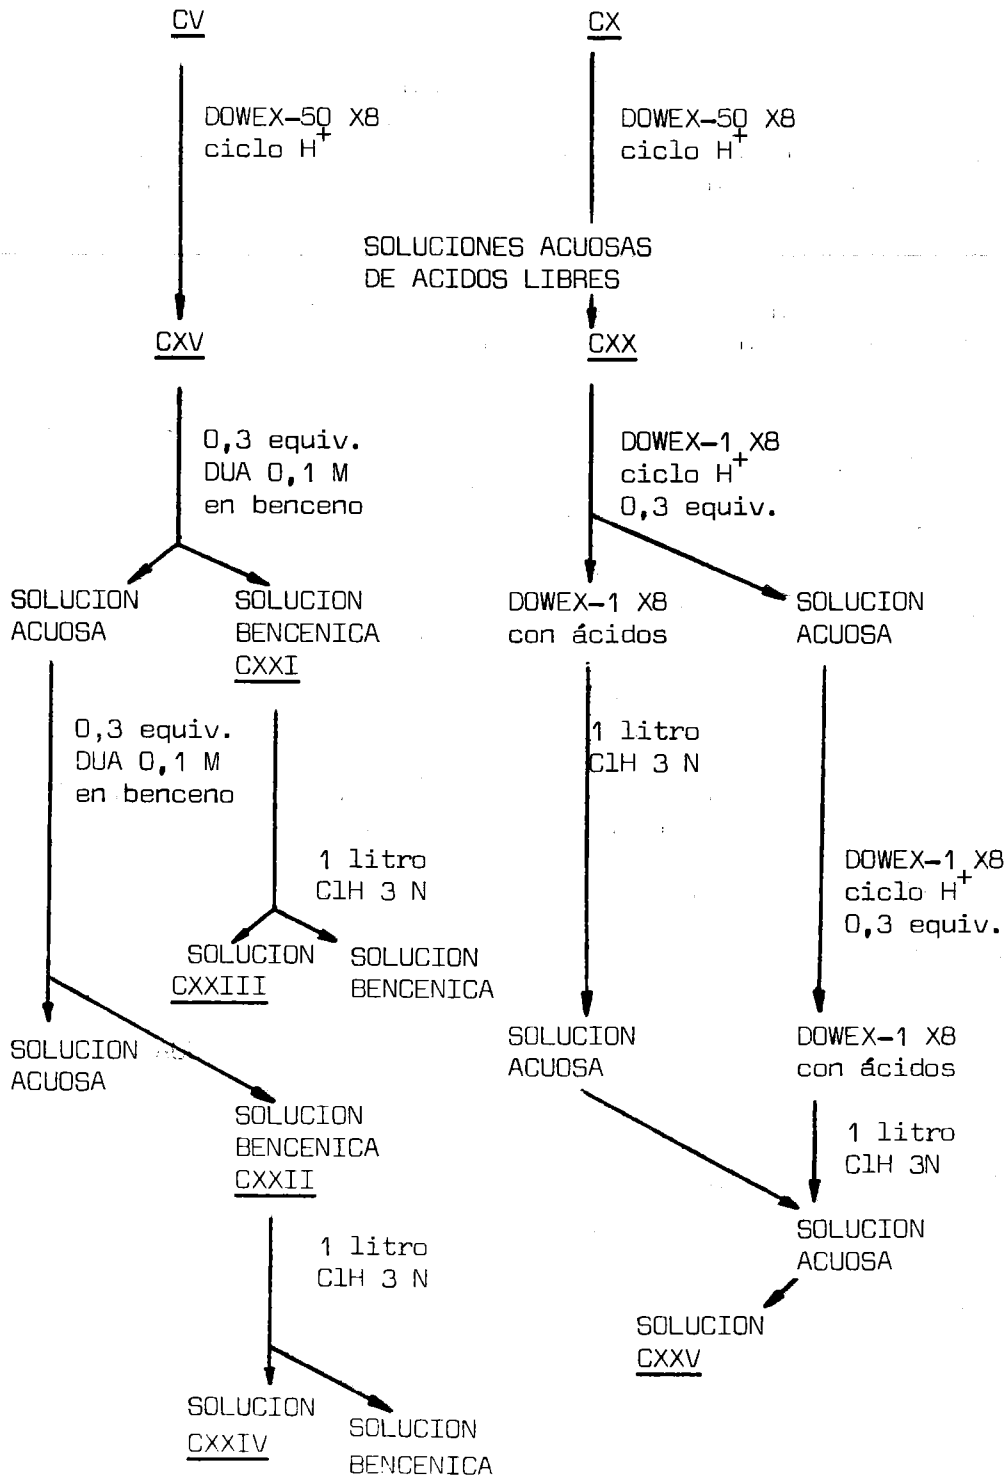 CV
CX
DOWEX-50 X8
ciclo H+
DOWEX-50 X8
ciclo H+
SOLUCIONES ACUOSAS
DE ACIDOS LIBRES
CXV
CXX
0,3 equiv.
DUA 0,1 M
en benceno
DOWEX-1 X8
ciclo H+
0,3 equiv.
SOLUCION
ACUOSA
SOLUCION
BENCENICA
CXXI
DOWEX-1 X8
con ácidos
SOLUCION
ACUOSA
0,3 equiv.
DUA 0,1 M
en benceno
1 litro
ClH 3 N
1 litro
ClH 3 N
DOWEX-1 X8
ciclo H+
0,3 equiv.
SOLUCION
CXXIII
SOLUCION
BENCENICA
SOLUCION
ACUOSA
SOLUCION
ACUOSA
DOWEX-1 X8
con ácidos
SOLUCION
BENCENICA
CXXII
1 litro
ClH 3N
1 litro
ClH 3 N
SOLUCION
ACUOSA
SOLUCION
CXXV
SOLUCION
CXXIV
SOLUCION
BENCENICA